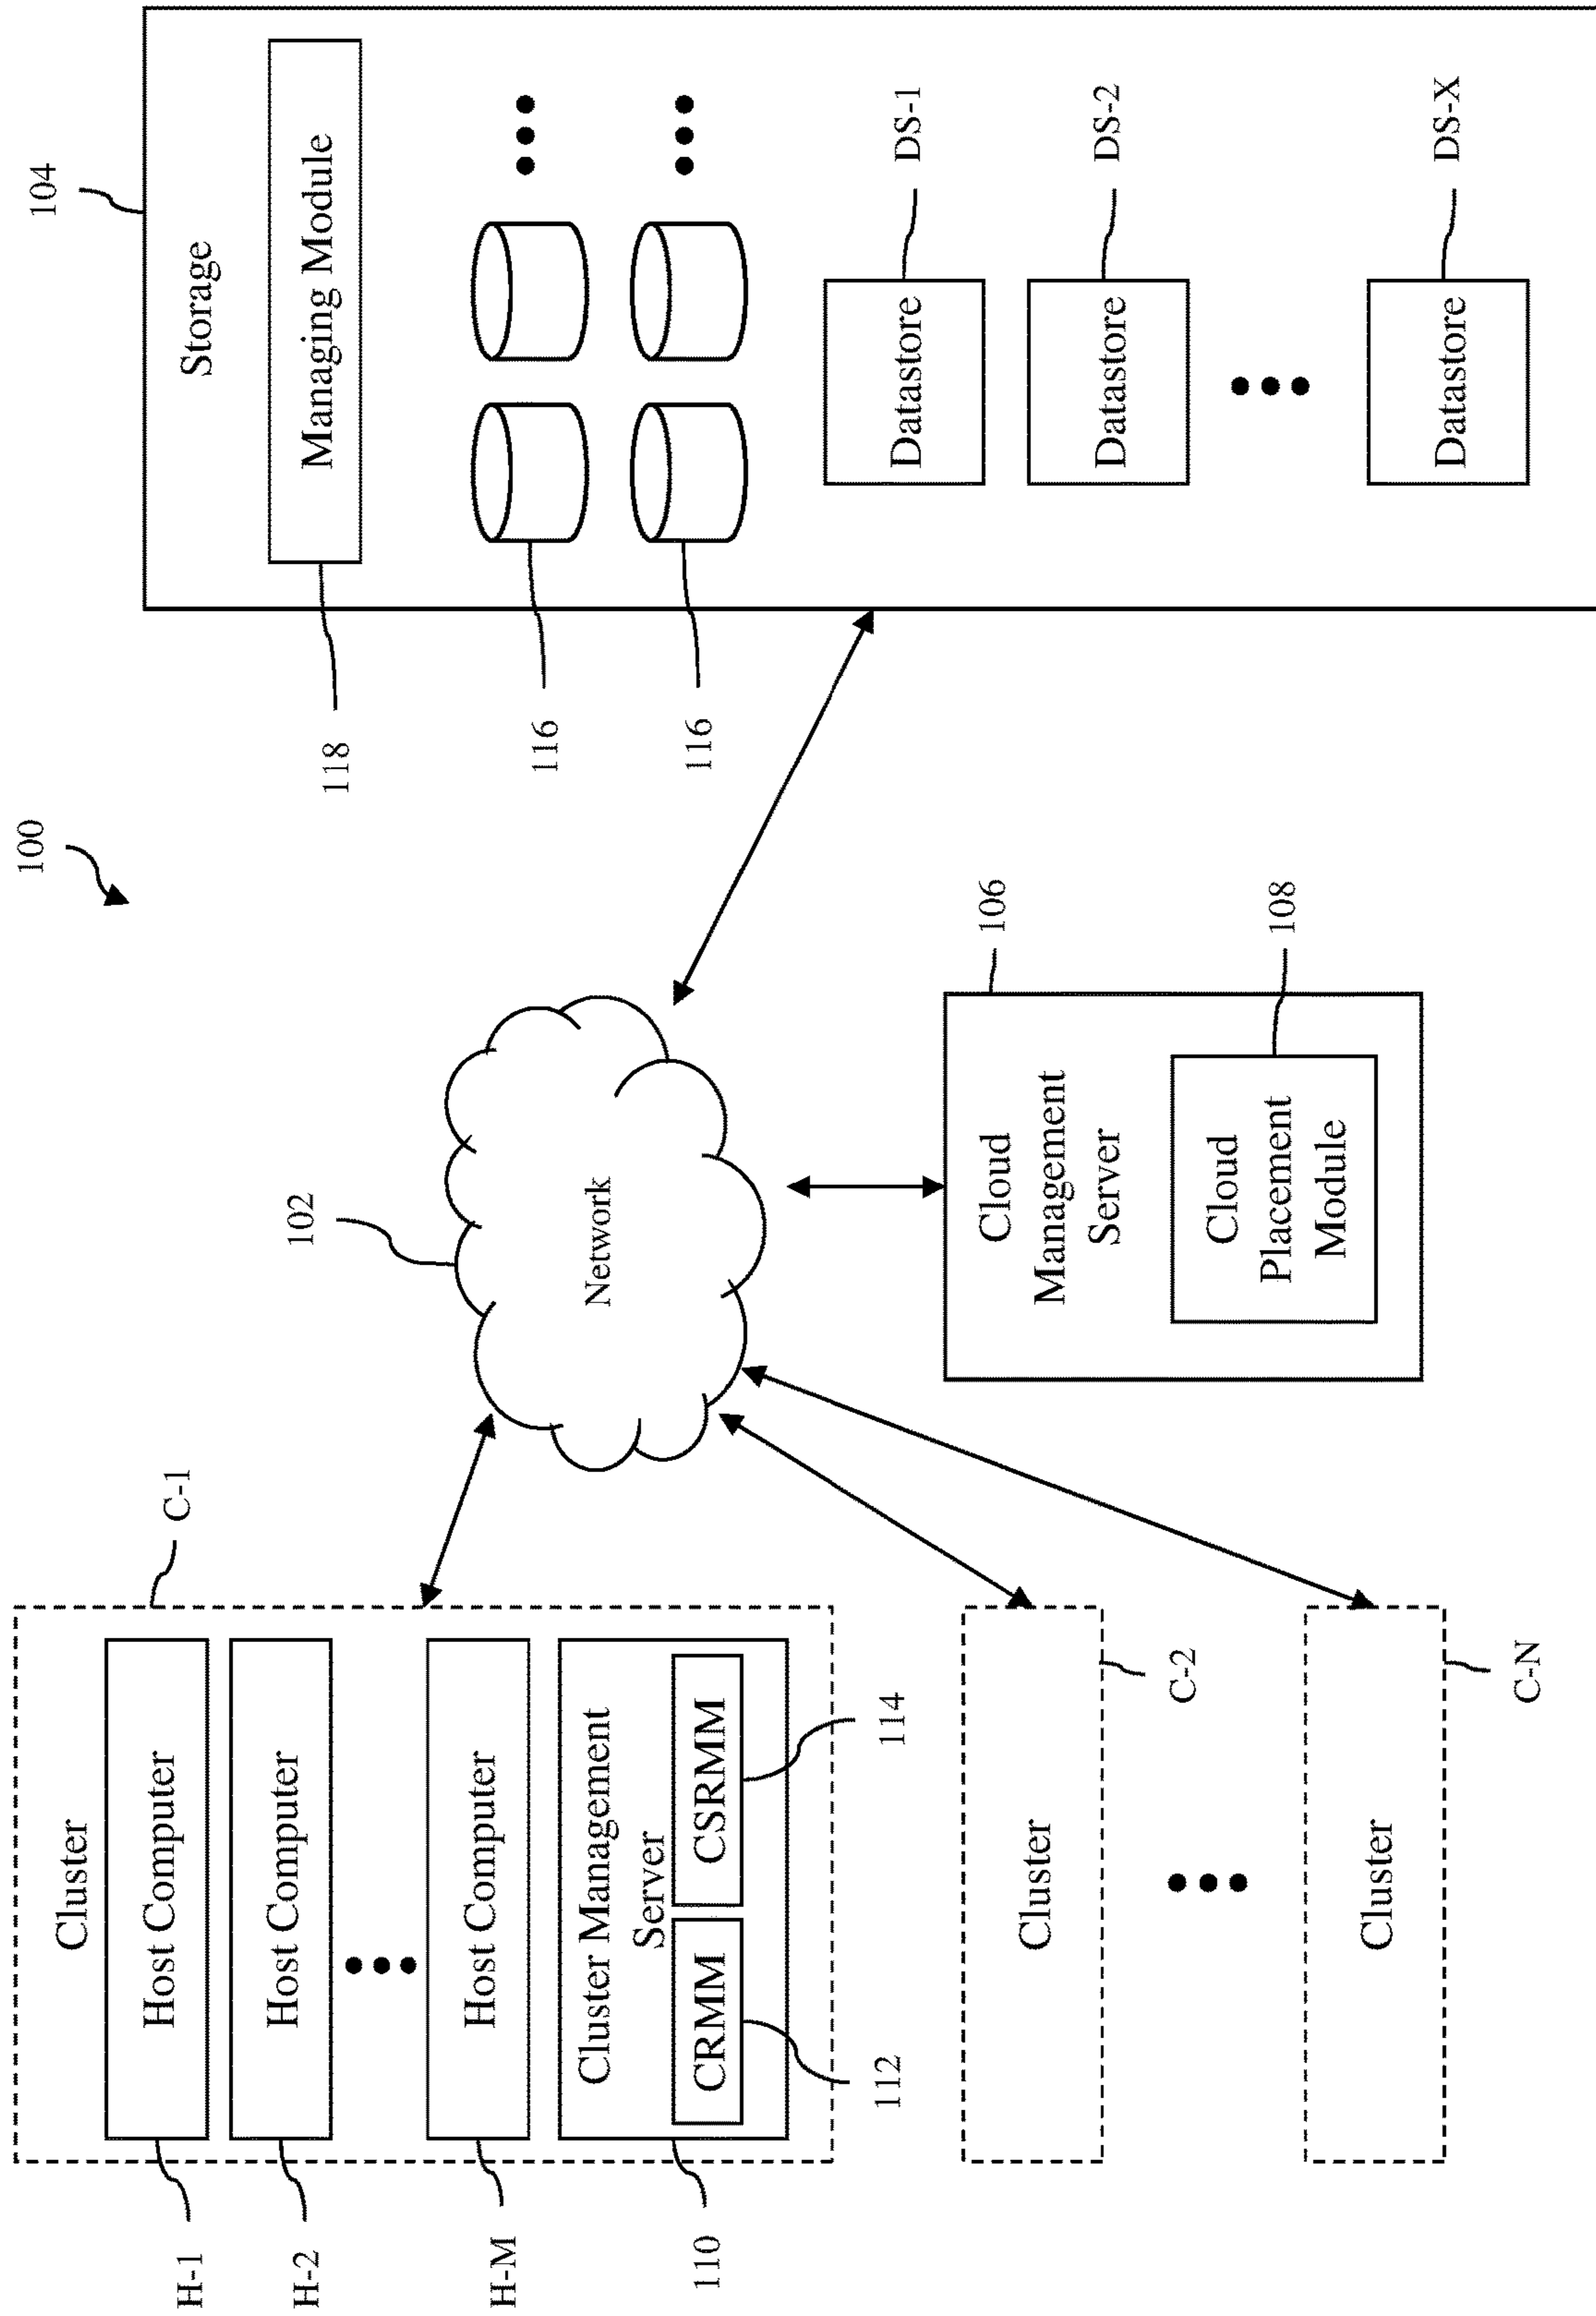 100
Cluster
C-1
Host Computer
H-1
Host Computer
H-2
Host Computer
H-M
Cluster Management
Server
CRMM
CSRMM
110
112
114
Cluster
C-2
Cluster
C-N
102
Network
Cloud
Management
Server
106
Cloud
Placement
Module
108
104
Storage
Managing Module
118
116
116
Datastore
DS-1
Datastore
DS-2
Datastore
DS-X